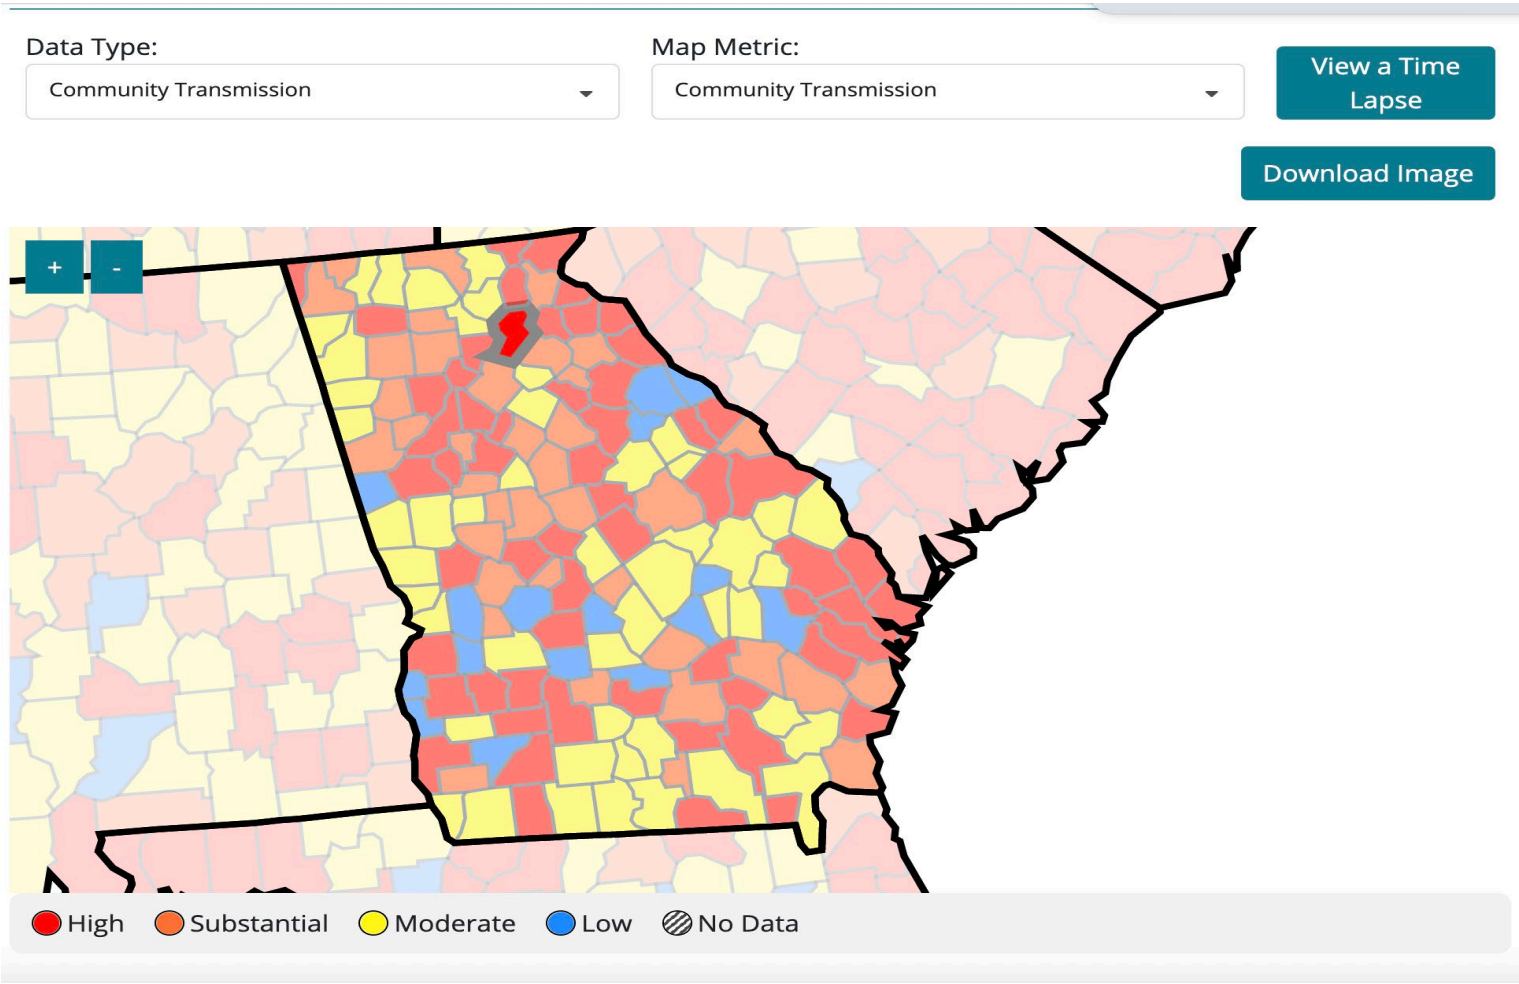 Data Type:
Map Metric:
Community Transmission
Community Transmission
View a Time
Lapse
Download Image
+
-
High
Substantial
Moderate
Low
No Data